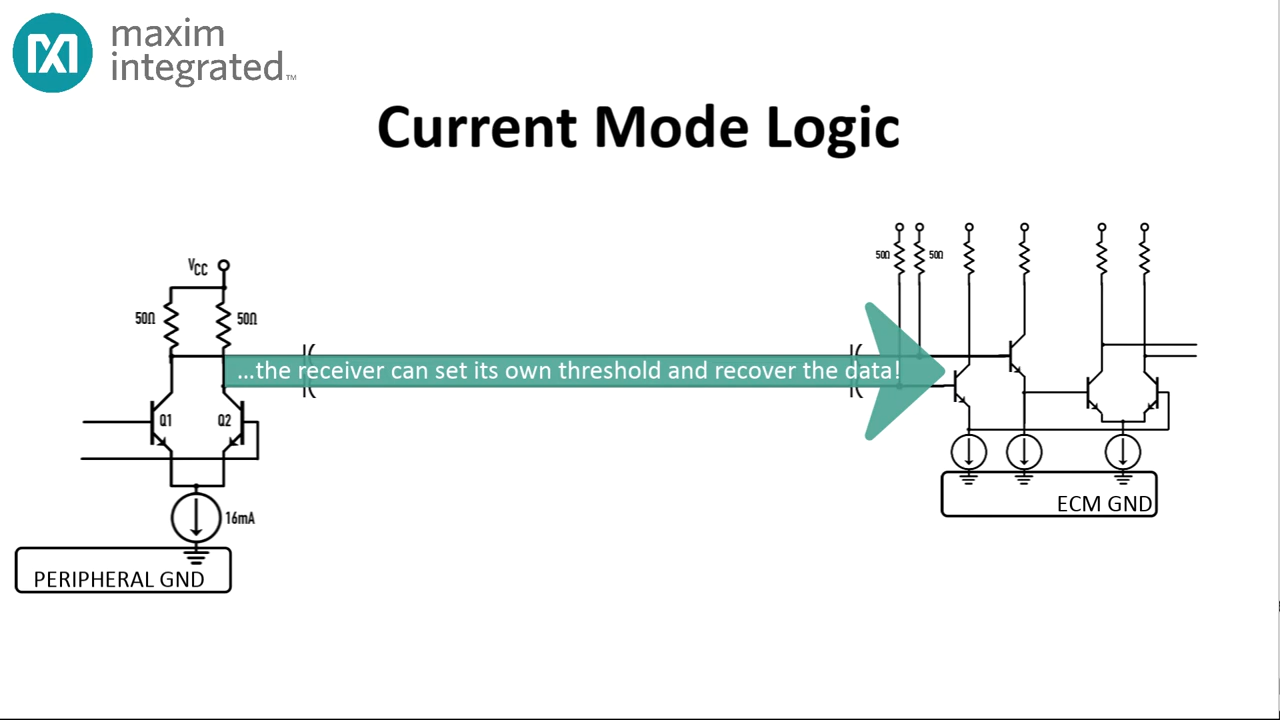 maxim
integrated™
Current Mode Logic
VCC
50Ω
50Ω
50Ω
50Ω
...the receiver can set its own threshold and recover the data!
Q1
Q2
16mA
ECM GND
PERIPHERAL GND